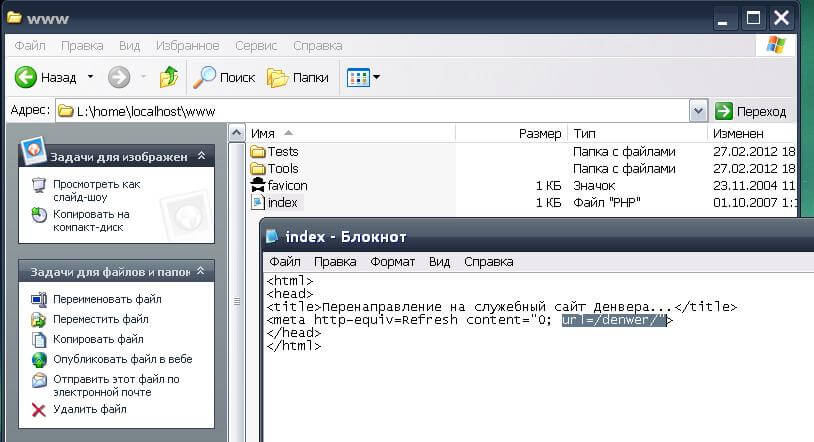 www
Файл Правка Вид Избранное Сервис Справка
Назад Поиск Папки
Адрес: L:\home\localhost\www Переход
Имя Размер Тип Изменен
Tests Папка с файлами 27.02.2012 18
Tools Папка с файлами 27.02.2012 18
favicon 1 КБ Значок 23.11.2004 11
index 1 КБ Файл "PHP" 01.10.2007 1:1
Задачи для изображен
Просмотреть как
слайд-шоу
Копировать на
компакт-диск
Задачи для файлов и папок
Переименовать файл
Переместить файл
Копировать файл
Опубликовать файл в вебе
Отправить этот файл по
электронной почте
Удалить файл
index - Блокнот
Файл Правка Формат Вид Справка
<html>
<head>
<title>Перенаправление на служебный сайт Денвера...</title>
<meta http-equiv=Refresh content="0; url=/denwer/">
</head>
</html>